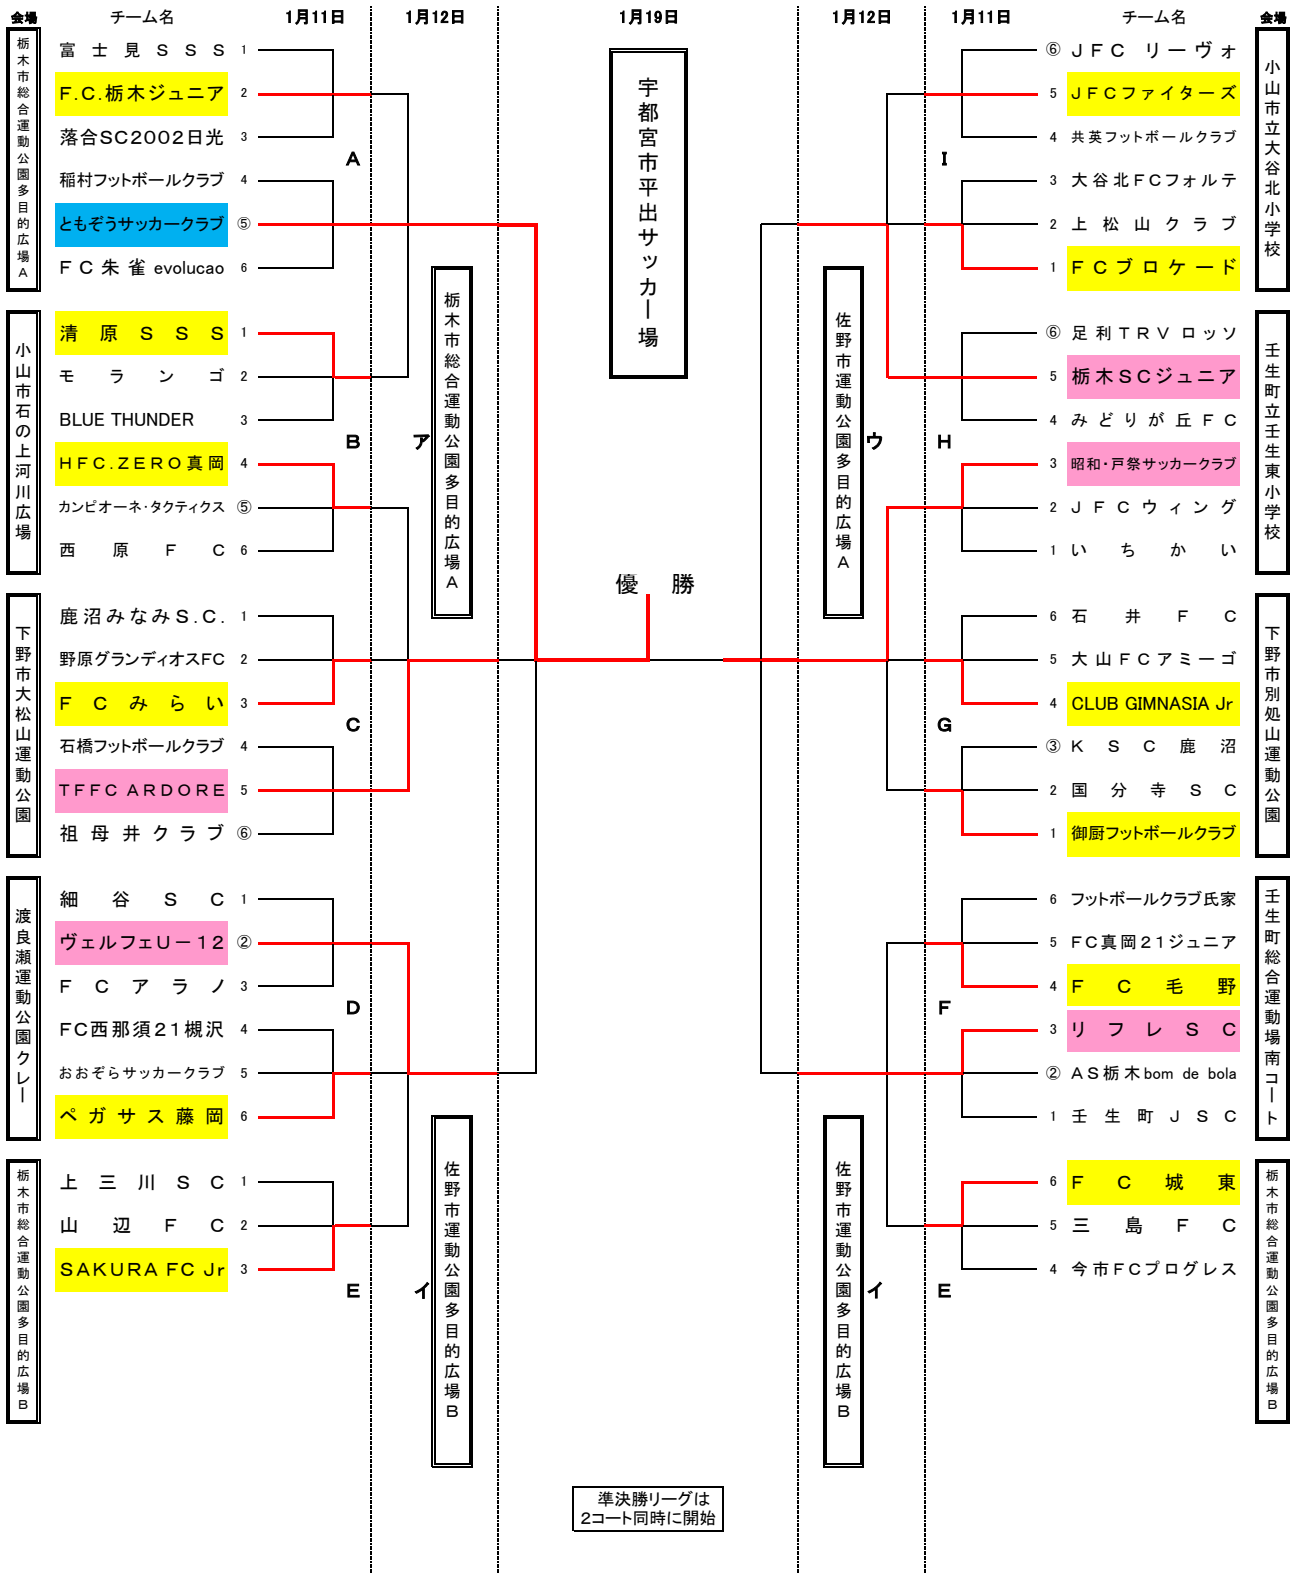 会場 チーム名 1月11日 1月12日 1月19日 1月12日 1月11日 チーム名 会場
栃木市総合運動公園多目的広場A
富士見SSS 1
F.C.栃木ジュニア 2
落合SC2002日光 3
A
稲村フットボールクラブ 4
ともぞうサッカークラブ ⑤
FC朱雀 evolucao 6
小山市石の上河川広場
清原SSS 1
モランゴ 2
BLUE THUNDER 3
B
HFC.ZERO真岡 4
カンピオーネ・タクティクス ⑤
西原FC 6
ア
栃木市総合運動公園多目的広場A
下野市大松山運動公園
鹿沼みなみS.C. 1
野原グランディオスFC 2
FCみらい 3
C
石橋フットボールクラブ 4
TFFC ARDORE 5
祖母井クラブ ⑥
渡良瀬運動公園クレー
細谷SC 1
ヴェルフェU-12 ②
FCアラノ 3
D
FC西那須21槻沢 4
おおぞらサッカークラブ 5
ペガサス藤岡 6
栃木市総合運動公園多目的広場B
上三川SC 1
山辺FC 2
SAKURA FC Jr 3
E
イ
佐野市運動公園多目的広場B
宇都宮市平出サッカー場
優 勝
準決勝リーグは
2コート同時に開始
⑥ JFC リーヴォ
5 JFCファイターズ
4 共英フットボールクラブ
I
3 大谷北FCフォルテ
2 上松山クラブ
1 FCブロケード
小山市立大谷北小学校
⑥ 足利TRVロッソ
5 栃木SCジュニア
4 みどりが丘FC
H
3 昭和・戸祭サッカークラブ
2 JFCウィング
1 いちかい
壬生町立壬生東小学校
ウ
佐野市運動公園多目的広場A
6 石井FC
5 大山FCアミーゴ
4 CLUB GIMNASIA Jr
G
③ KSC鹿沼
2 国分寺SC
1 御厨フットボールクラブ
下野市別処山運動公園
6 フットボールクラブ氏家
5 FC真岡21ジュニア
4 FC毛野
F
3 リフレSC
② AS栃木bom de bola
1 壬生町JSC
壬生町総合運動場南コート
6 FC城東
5 三島FC
4 今市FCプログレス
E
栃木市総合運動公園多目的広場B
イ
佐野市運動公園多目的広場B